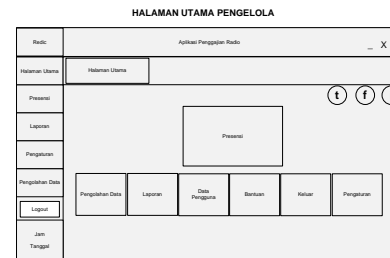 HALAMAN UTAMA PENGELOLA
Redic
Aplikasi Penggajian Radio
_ X
Halaman Utama
Halaman Utama
Presensi
t f
Laporan
Presensi
Pengaturan
Pengolahan Data
Pengolahan Data
Laporan
Data
Pengguna
Bantuan
Keluar
Pengaturan
Logout
Jam
Tanggal